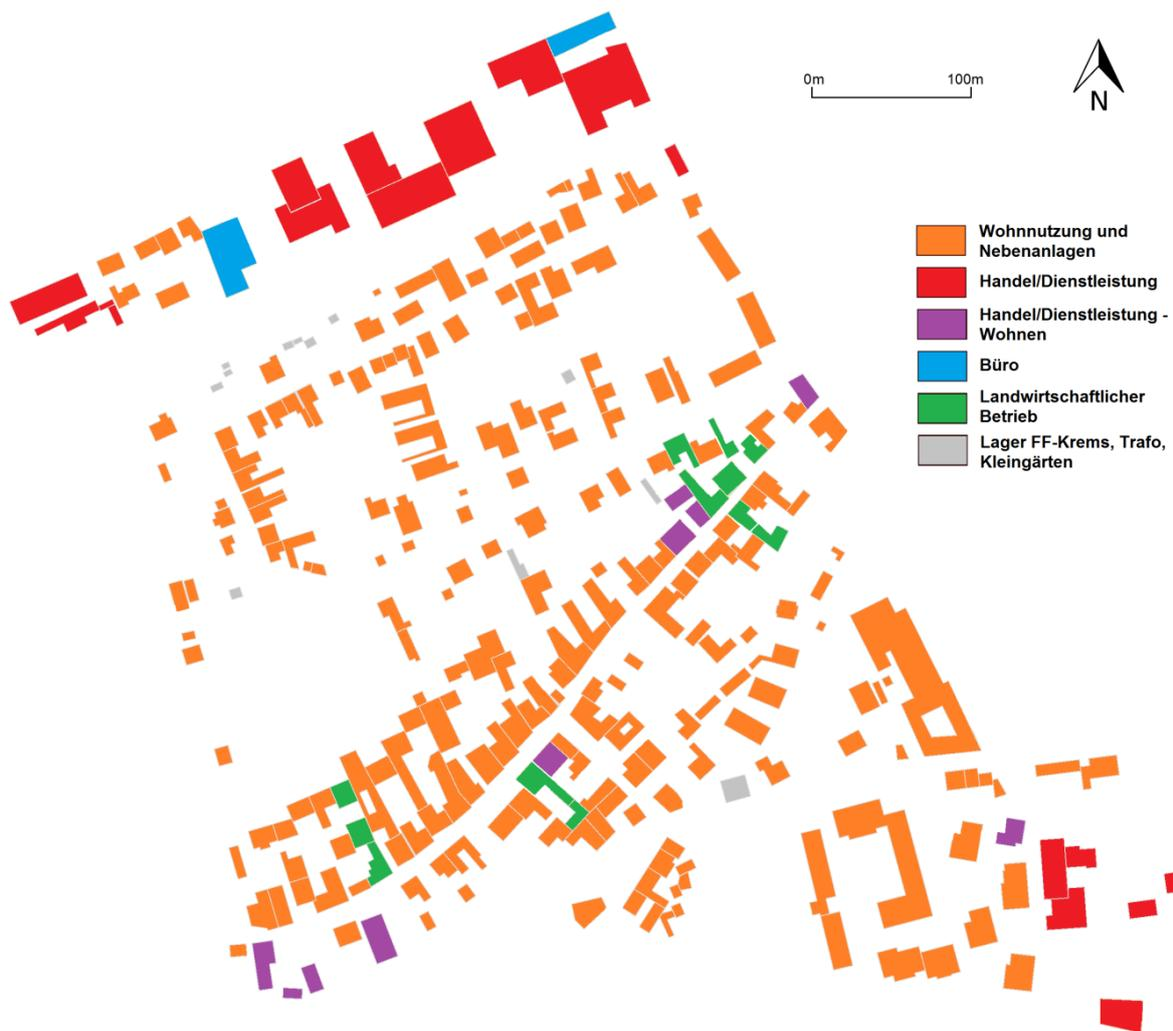 0m 100m
N
Wohnnutzung und
Nebenanlagen
Handel/Dienstleistung
Handel/Dienstleistung -
Wohnen
Büro
Landwirtschaftlicher
Betrieb
Lager FF-Krems, Trafo,
Kleingärten